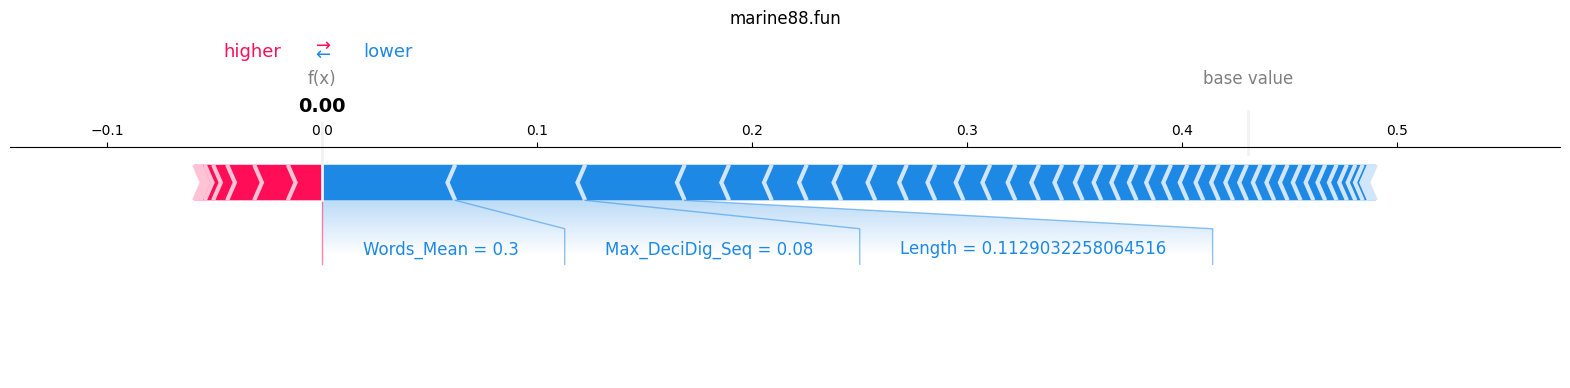 marine88.fun
higher ⇄ lower
f(x) base value
0.00
−0.1 0.0 0.1 0.2 0.3 0.4 0.5
Words_Mean = 0.3 Max_DeciDig_Seq = 0.08 Length = 0.1129032258064516